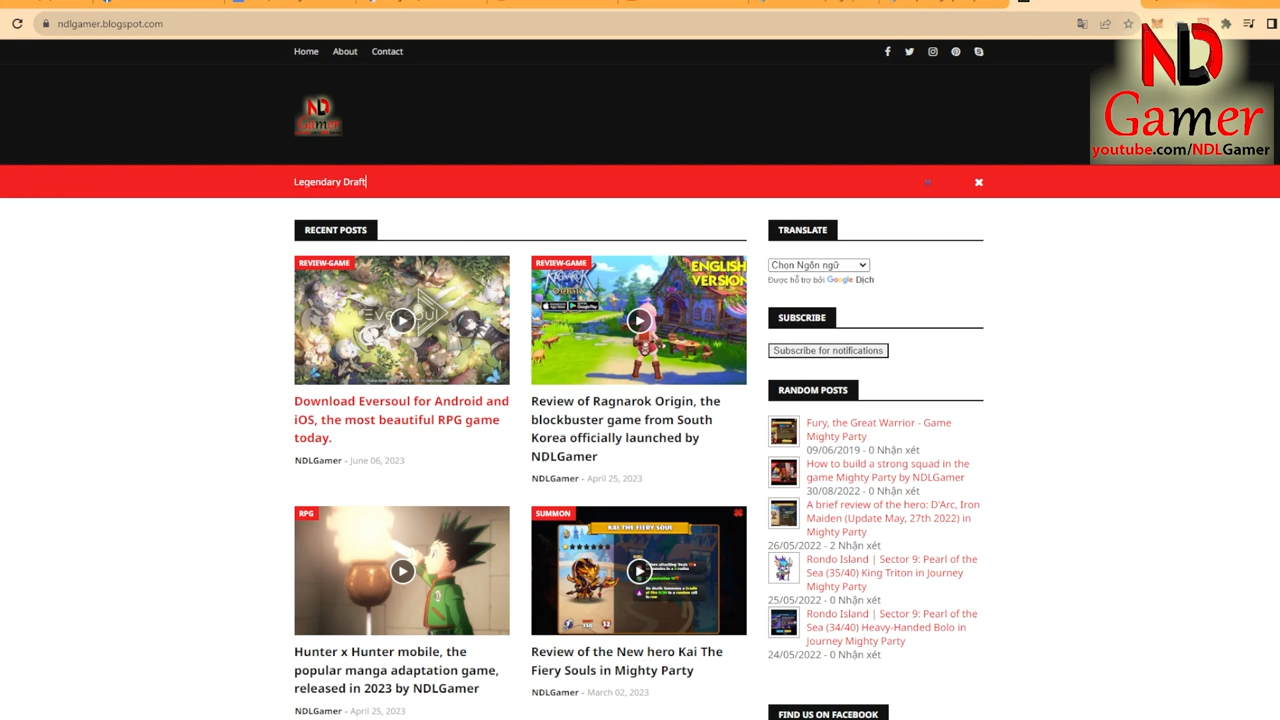 ndlgamer.blogspot.com
Home About Contact
ND
Gamer
youtube.com/NDLGamer
Legendary Draft
RECENT POSTS
REVIEW-GAME
EVERSOUL
Download Eversoul for Android and
iOS, the most beautiful RPG game
today.
NDLGamer - June 06, 2023
REVIEW-GAME
RAGNAROK
ORIGIN
ENGLISH
VERSION
Review of Ragnarok Origin, the
blockbuster game from South
Korea officially launched by
NDLGamer
NDLGamer - April 25, 2023
RPG
Hunter x Hunter mobile, the
popular manga adaptation game,
released in 2023 by NDLGamer
NDLGamer - April 25, 2023
SUMMON
KAI THE FIERY SOUL
Review of the New hero Kai The
Fiery Souls in Mighty Party
NDLGamer - March 02, 2023
TRANSLATE
Chọn Ngôn ngữ
Được hỗ trợ bởi Google Dịch
SUBSCRIBE
Subscribe for notifications
RANDOM POSTS
Fury, the Great Warrior - Game
Mighty Party
09/06/2019 - 0 Nhận xét
How to build a strong squad in the
game Mighty Party by NDLGamer
30/08/2022 - 0 Nhận xét
A brief review of the hero: D'Arc, Iron
Maiden (Update May, 27th 2022) in
Mighty Party
26/05/2022 - 2 Nhận xét
Rondo Island | Sector 9: Pearl of the
Sea (35/40) King Triton in Journey
Mighty Party
25/05/2022 - 0 Nhận xét
Rondo Island | Sector 9: Pearl of the
Sea (34/40) Heavy-Handed Bolo in
Journey Mighty Party
24/05/2022 - 0 Nhận xét
FIND US ON FACEBOOK